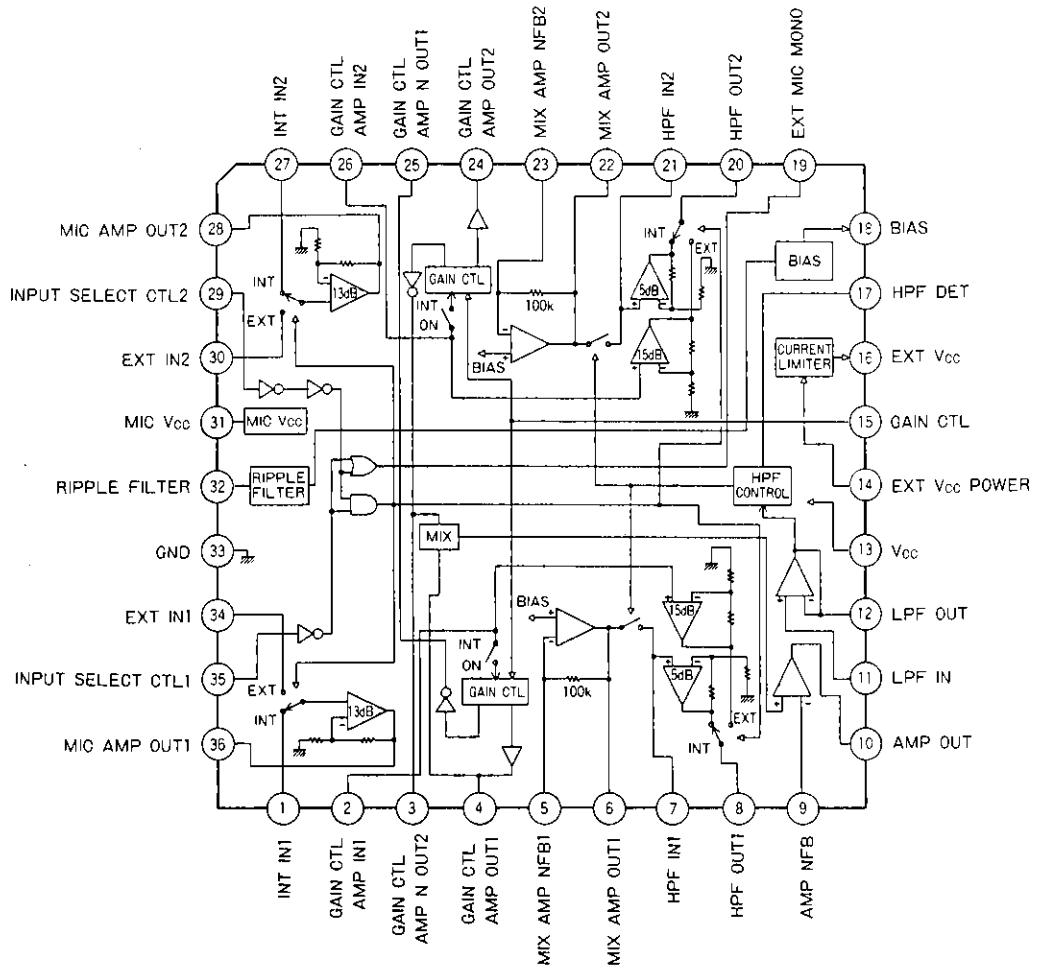 INT IN2
GAIN CTL
AMP IN2
GAIN CTL
AMP N OUT1
GAIN CTL
AMP OUT2
MIX AMP NFB2
MIX AMP OUT2
HPF IN2
HPF OUT2
EXT MIC MONO
27
26
25
24
23
22
21
20
19
28
MIC AMP OUT2
29
INPUT SELECT CTL2
30
EXT IN2
31
MIC Vcc
32
RIPPLE FILTER
33
GND
34
EXT IN1
35
INPUT SELECT CTL1
36
MIC AMP OUT1
INT
EXT
13dB
-
MIC Vcc
RIPPLE
FILTER
GAIN CTL
INT
ON
100k
-
+
BIAS
INT
EXT
5dB
+
-
15dB
+
-
BIAS
CURRENT
LIMITER
HPF
CONTROL
MIX
BIAS
+
-
100k
INT
ON
GAIN CTL
15dB
+
-
5dB
+
-
EXT
INT
+
-
+
-
EXT
INT
13dB
-
18
BIAS
17
HPF DET
16
EXT Vcc
15
GAIN CTL
14
EXT Vcc POWER
13
Vcc
12
LPF OUT
11
LPF IN
10
AMP OUT
1
2
3
4
5
6
7
8
9
INT IN1
GAIN CTL
AMP IN1
GAIN CTL
AMP N OUT2
GAIN CTL
AMP OUT1
MIX AMP NFB1
MIX AMP OUT1
HPF IN1
HPF OUT1
AMP NFB